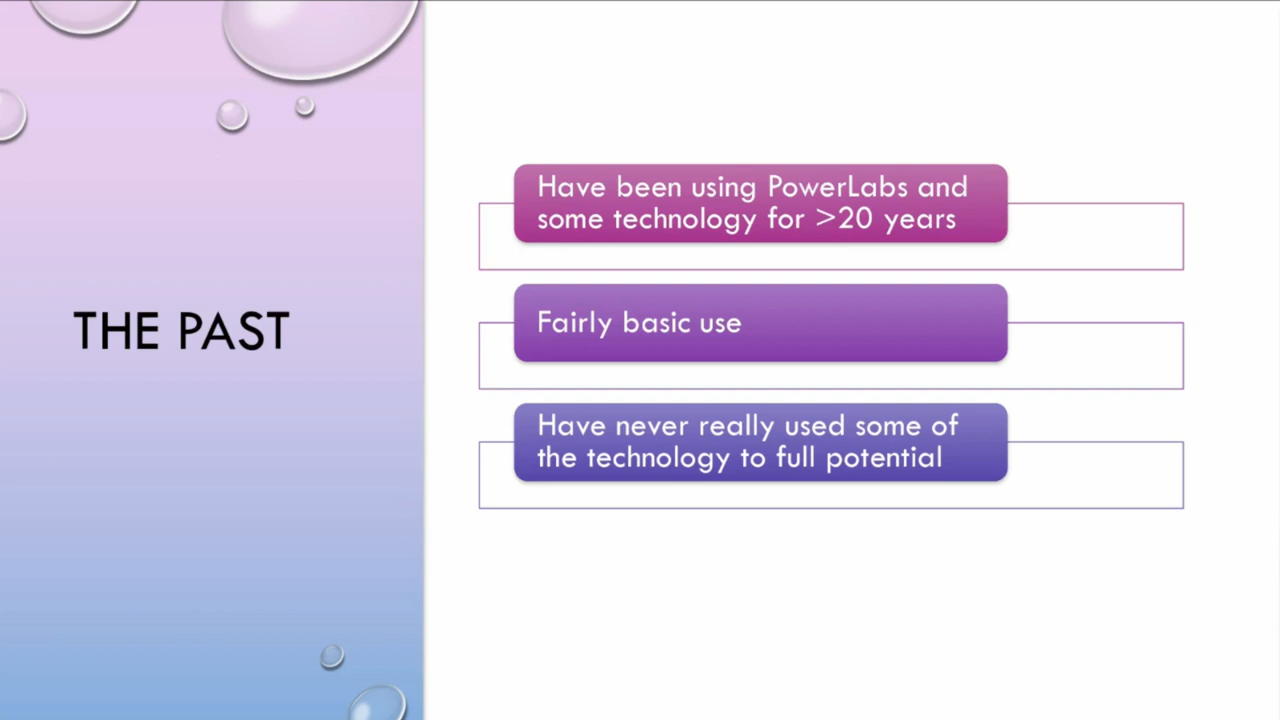 THE PAST
Have been using PowerLabs and
some technology for >20 years
Fairly basic use
Have never really used some of
the technology to full potential